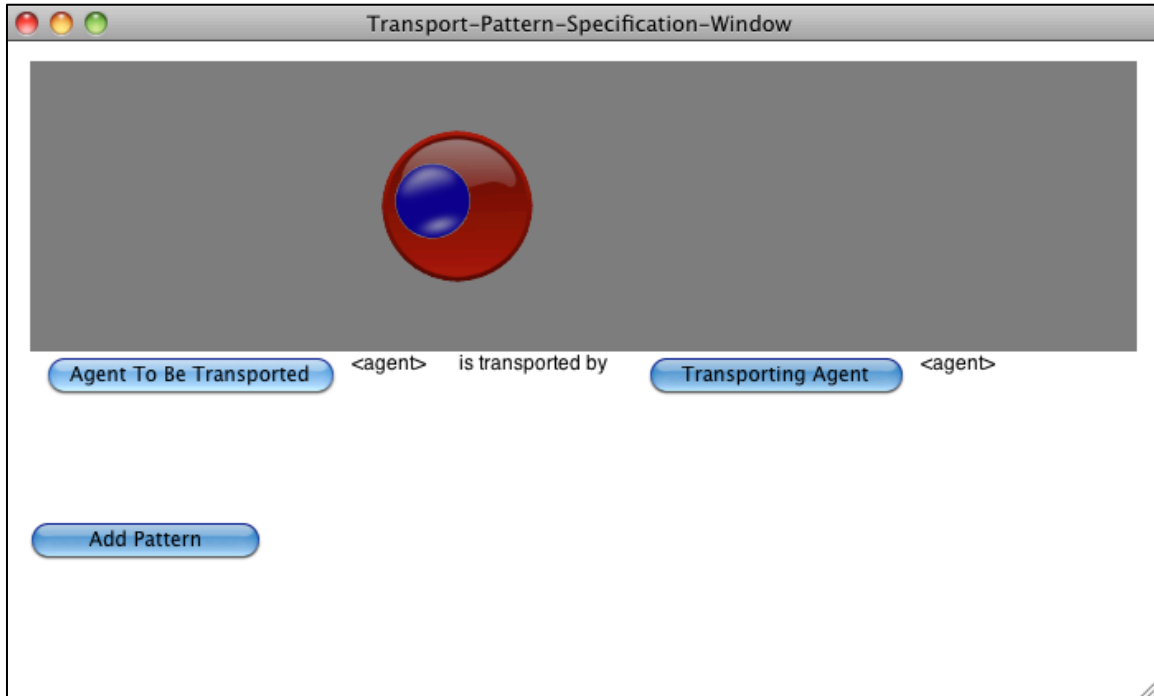 Transport-Pattern-Specification-Window
Agent To Be Transported <agent> is transported by Transporting Agent <agent>
Add Pattern